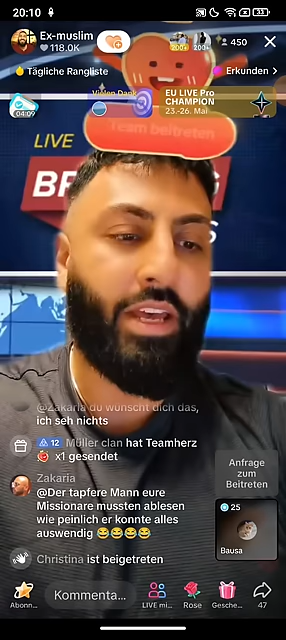 20:10
33
Ex-muslim
118.0K
200+
200+
450
Tägliche Rangliste
Erkunden >
04:09
Vielen Dank
EU LIVE Pro
CHAMPION
23.-26. Mai
Team beitreten
LIVE
@Zakaria du wünscht dich das,
ich seh nichts
12 Müller clan hat Teamherz
x1 gesendet
Zakaria
@Der tapfere Mann eure
Missionare mussten ablesen
wie peinlich er konnte alles
auswendig 😂😂😂😂
Christina ist beigetreten
Anfrage
zum
Beitreten
25
Bausa
Kommenta...
Abonn...
LIVE mi...
Rose
Gesche...
47